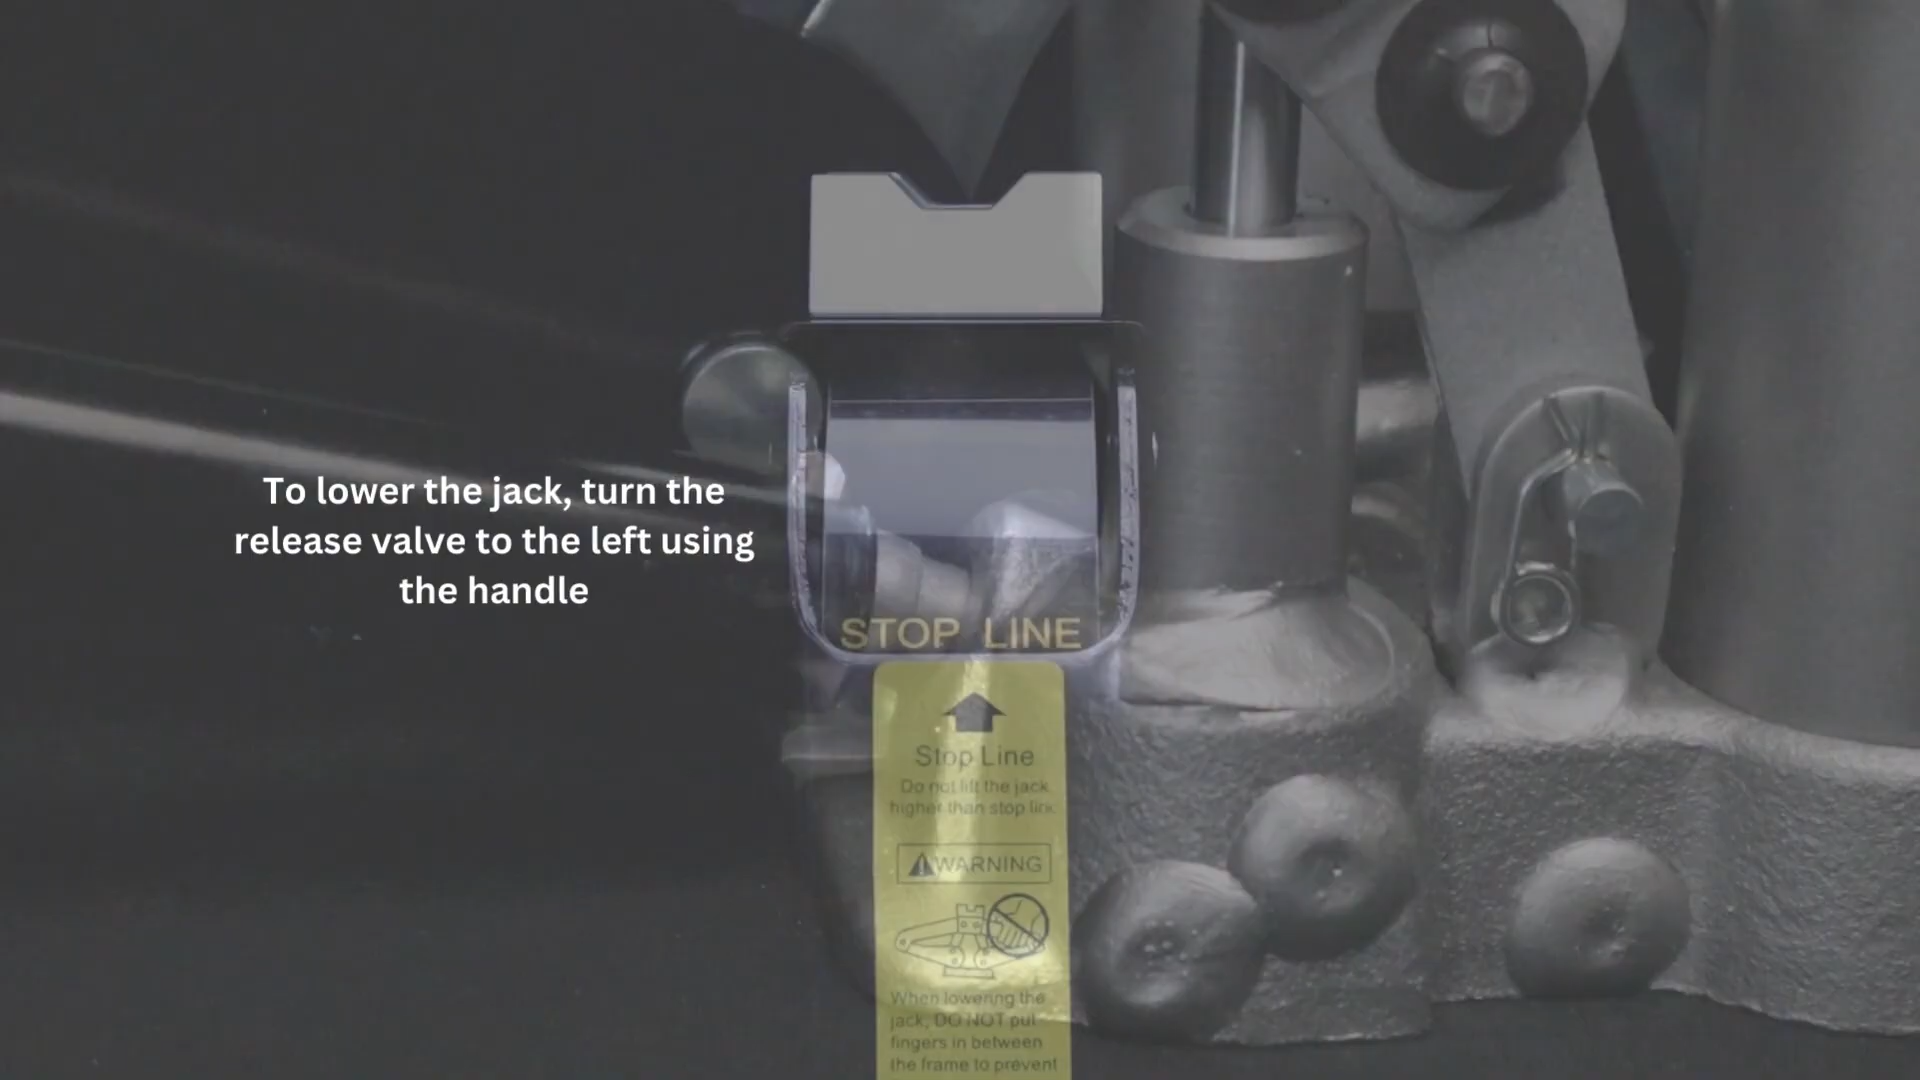 To lower the jack, turn the
release valve to the left using
the handle
STOP LINE
Stop Line
Do not lift the jack
higher than stop link
WARNING
When lowering the
jack, DO NOT put
fingers in between
the frame to prevent